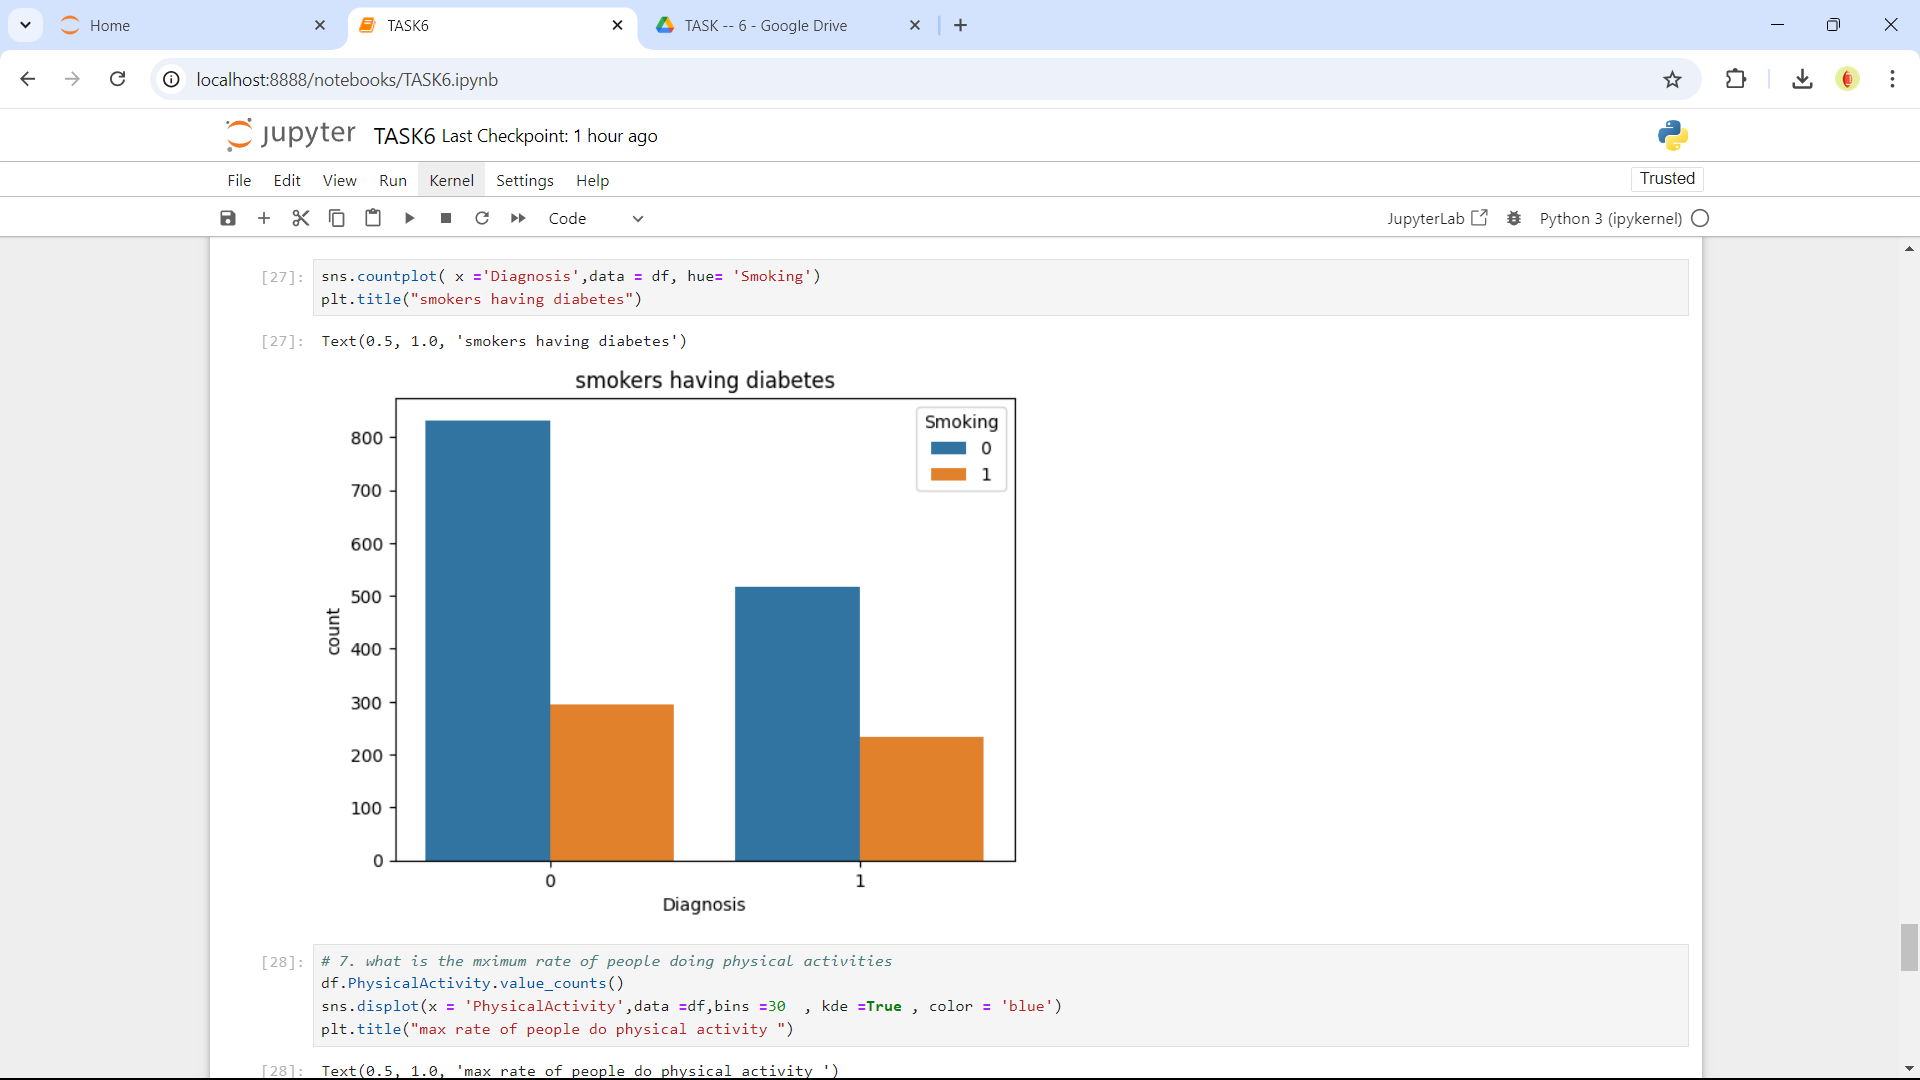 Home
TASK6
TASK -- 6 - Google Drive
localhost:8888/notebooks/TASK6.ipynb
jupyter TASK6 Last Checkpoint: 1 hour ago
File Edit View Run Kernel Settings Help
Trusted
Code
JupyterLab
Python 3 (ipykernel)
[27]: sns.countplot( x ='Diagnosis',data = df, hue= 'Smoking')
plt.title("smokers having diabetes")
[27]: Text(0.5, 1.0, 'smokers having diabetes')
smokers having diabetes
Smoking
0
1
800
700
600
500
400
300
200
100
0
count
0 1
Diagnosis
[28]: # 7. what is the mximum rate of people doing physical activities
df.PhysicalActivity.value_counts()
sns.displot(x = 'PhysicalActivity',data =df,bins =30  , kde =True , color = 'blue')
plt.title("max rate of people do physical activity ")
[28]: Text(0.5, 1.0, 'max rate of people do physical activity ')